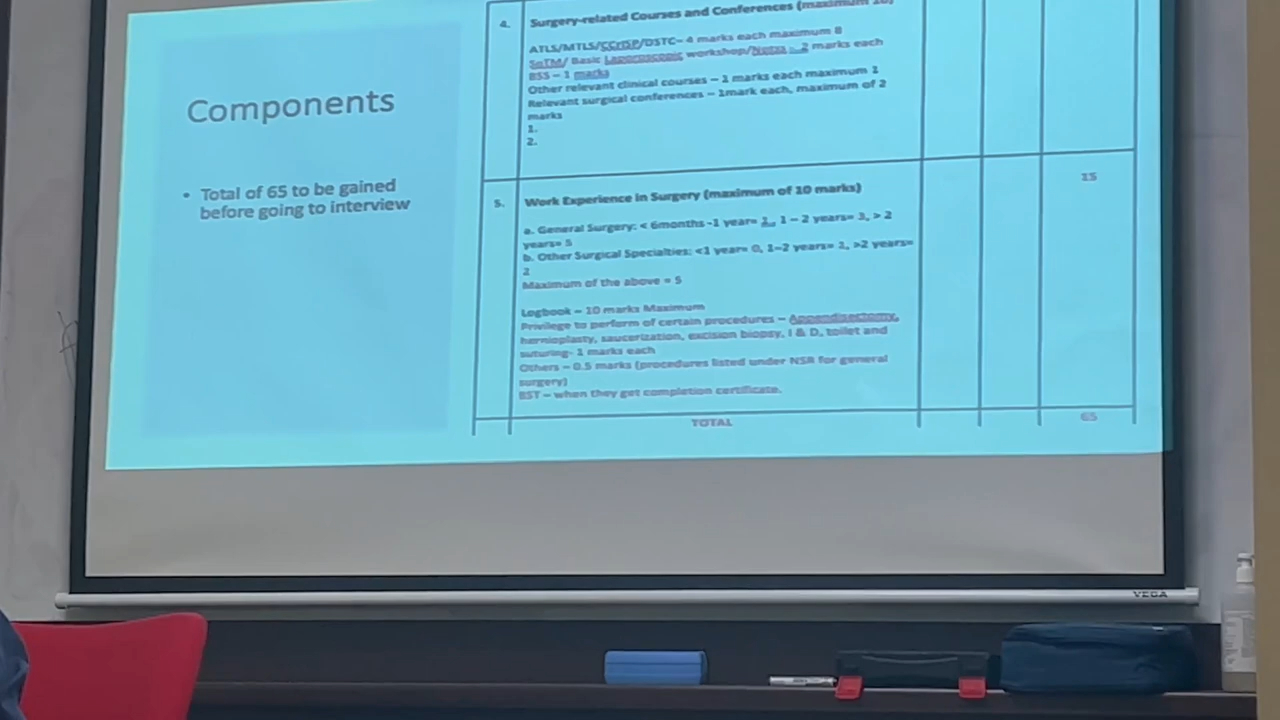 Components
• Total of 65 to be gained
before going to interview
4. Surgery-related Courses and Conferences (maximum 10)
ATLS/MTLS/CCrISP/DSTC– 4 marks each maximum 8
SoTM/ Basic Laparoscopic workshop/ – 2 marks each
BSS – 1 marks
Other relevant clinical courses – 1 marks each maximum 1
Relevant surgical conferences – 1mark each, maximum of 2
marks
1.
2.
5. Work Experience in Surgery (maximum of 10 marks)
15
a. General Surgery: < 6months -1 year= 1, 1 – 2 years= 3, > 2
years= 5
b. Other Surgical Specialties: <1 year= 0, 1-2 years= 1, >2 years=
2
Maximum of the above = 5
Logbook – 10 marks Maximum
Privilege to perform of certain procedures – Appendisectomy,
hernioplasty, saucerization, excision biopsy, I & D, toilet and
suturing- 1 marks each
Others – 0.5 marks (procedures listed under NSR for general
surgery)
BST – when they get completion certificate.
TOTAL 65
VEGA